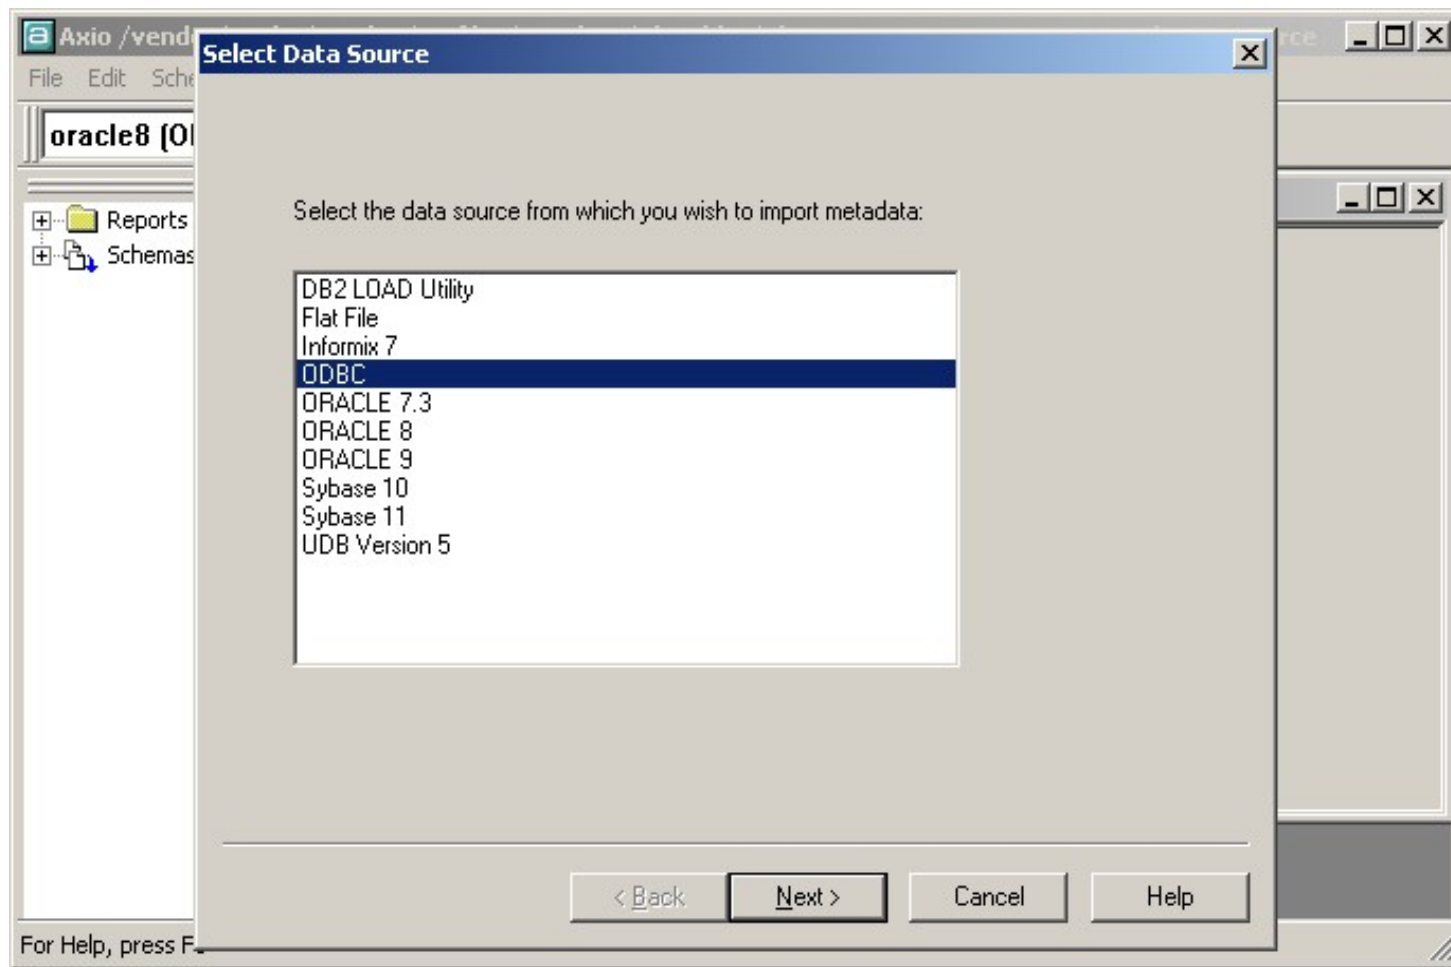 Axio
Select Data Source
File Edit
oracle8
Reports
Schemas
Select the data source from which you wish to import metadata:
DB2 LOAD Utility
Flat File
Informix 7
ODBC
ORACLE 7.3
ORACLE 8
ORACLE 9
Sybase 10
Sybase 11
UDB Version 5
< Back Next > Cancel Help
For Help, press